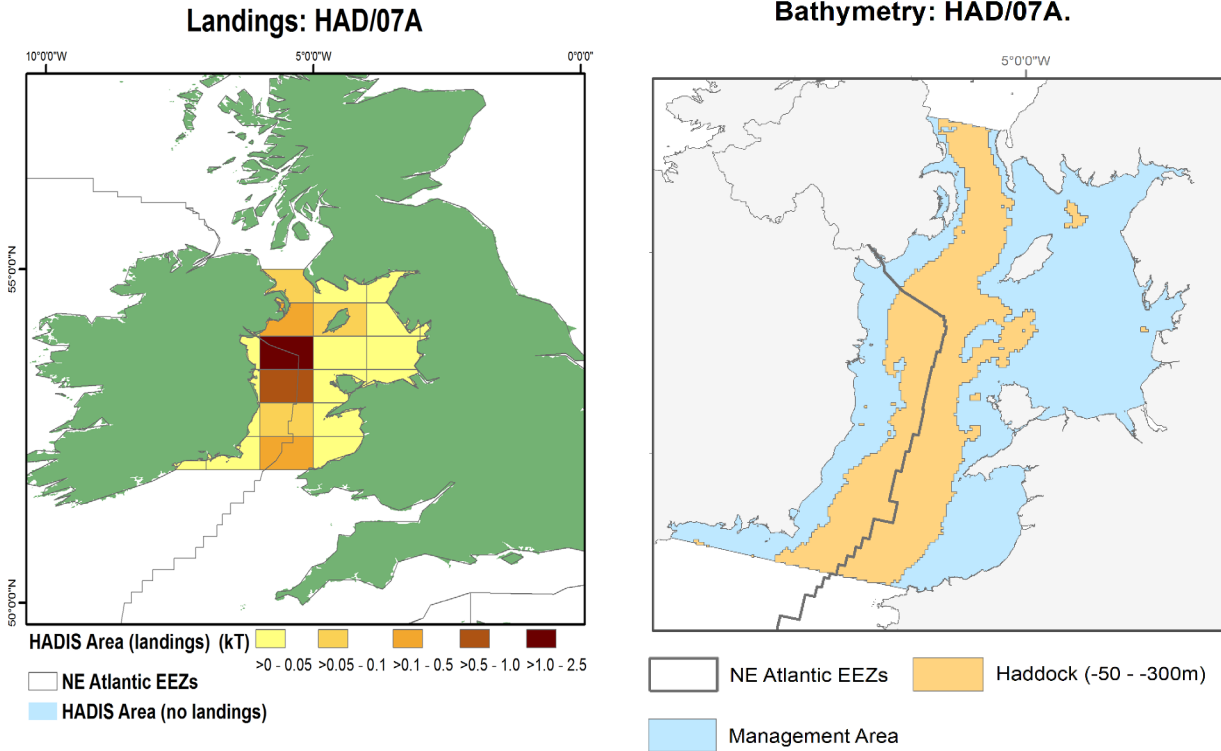 Landings: HAD/07A
10°0'0"W 5°0'0"W 0°0'0"
55°0'0"N
50°0'0"N
HADIS Area (landings) (kT)
>0 - 0.05 >0.05 - 0.1 >0.1 - 0.5 >0.5 - 1.0 >1.0 - 2.5
NE Atlantic EEZs
HADIS Area (no landings)
Bathymetry: HAD/07A.
5°0'0"W
NE Atlantic EEZs
Haddock (-50 - -300m)
Management Area